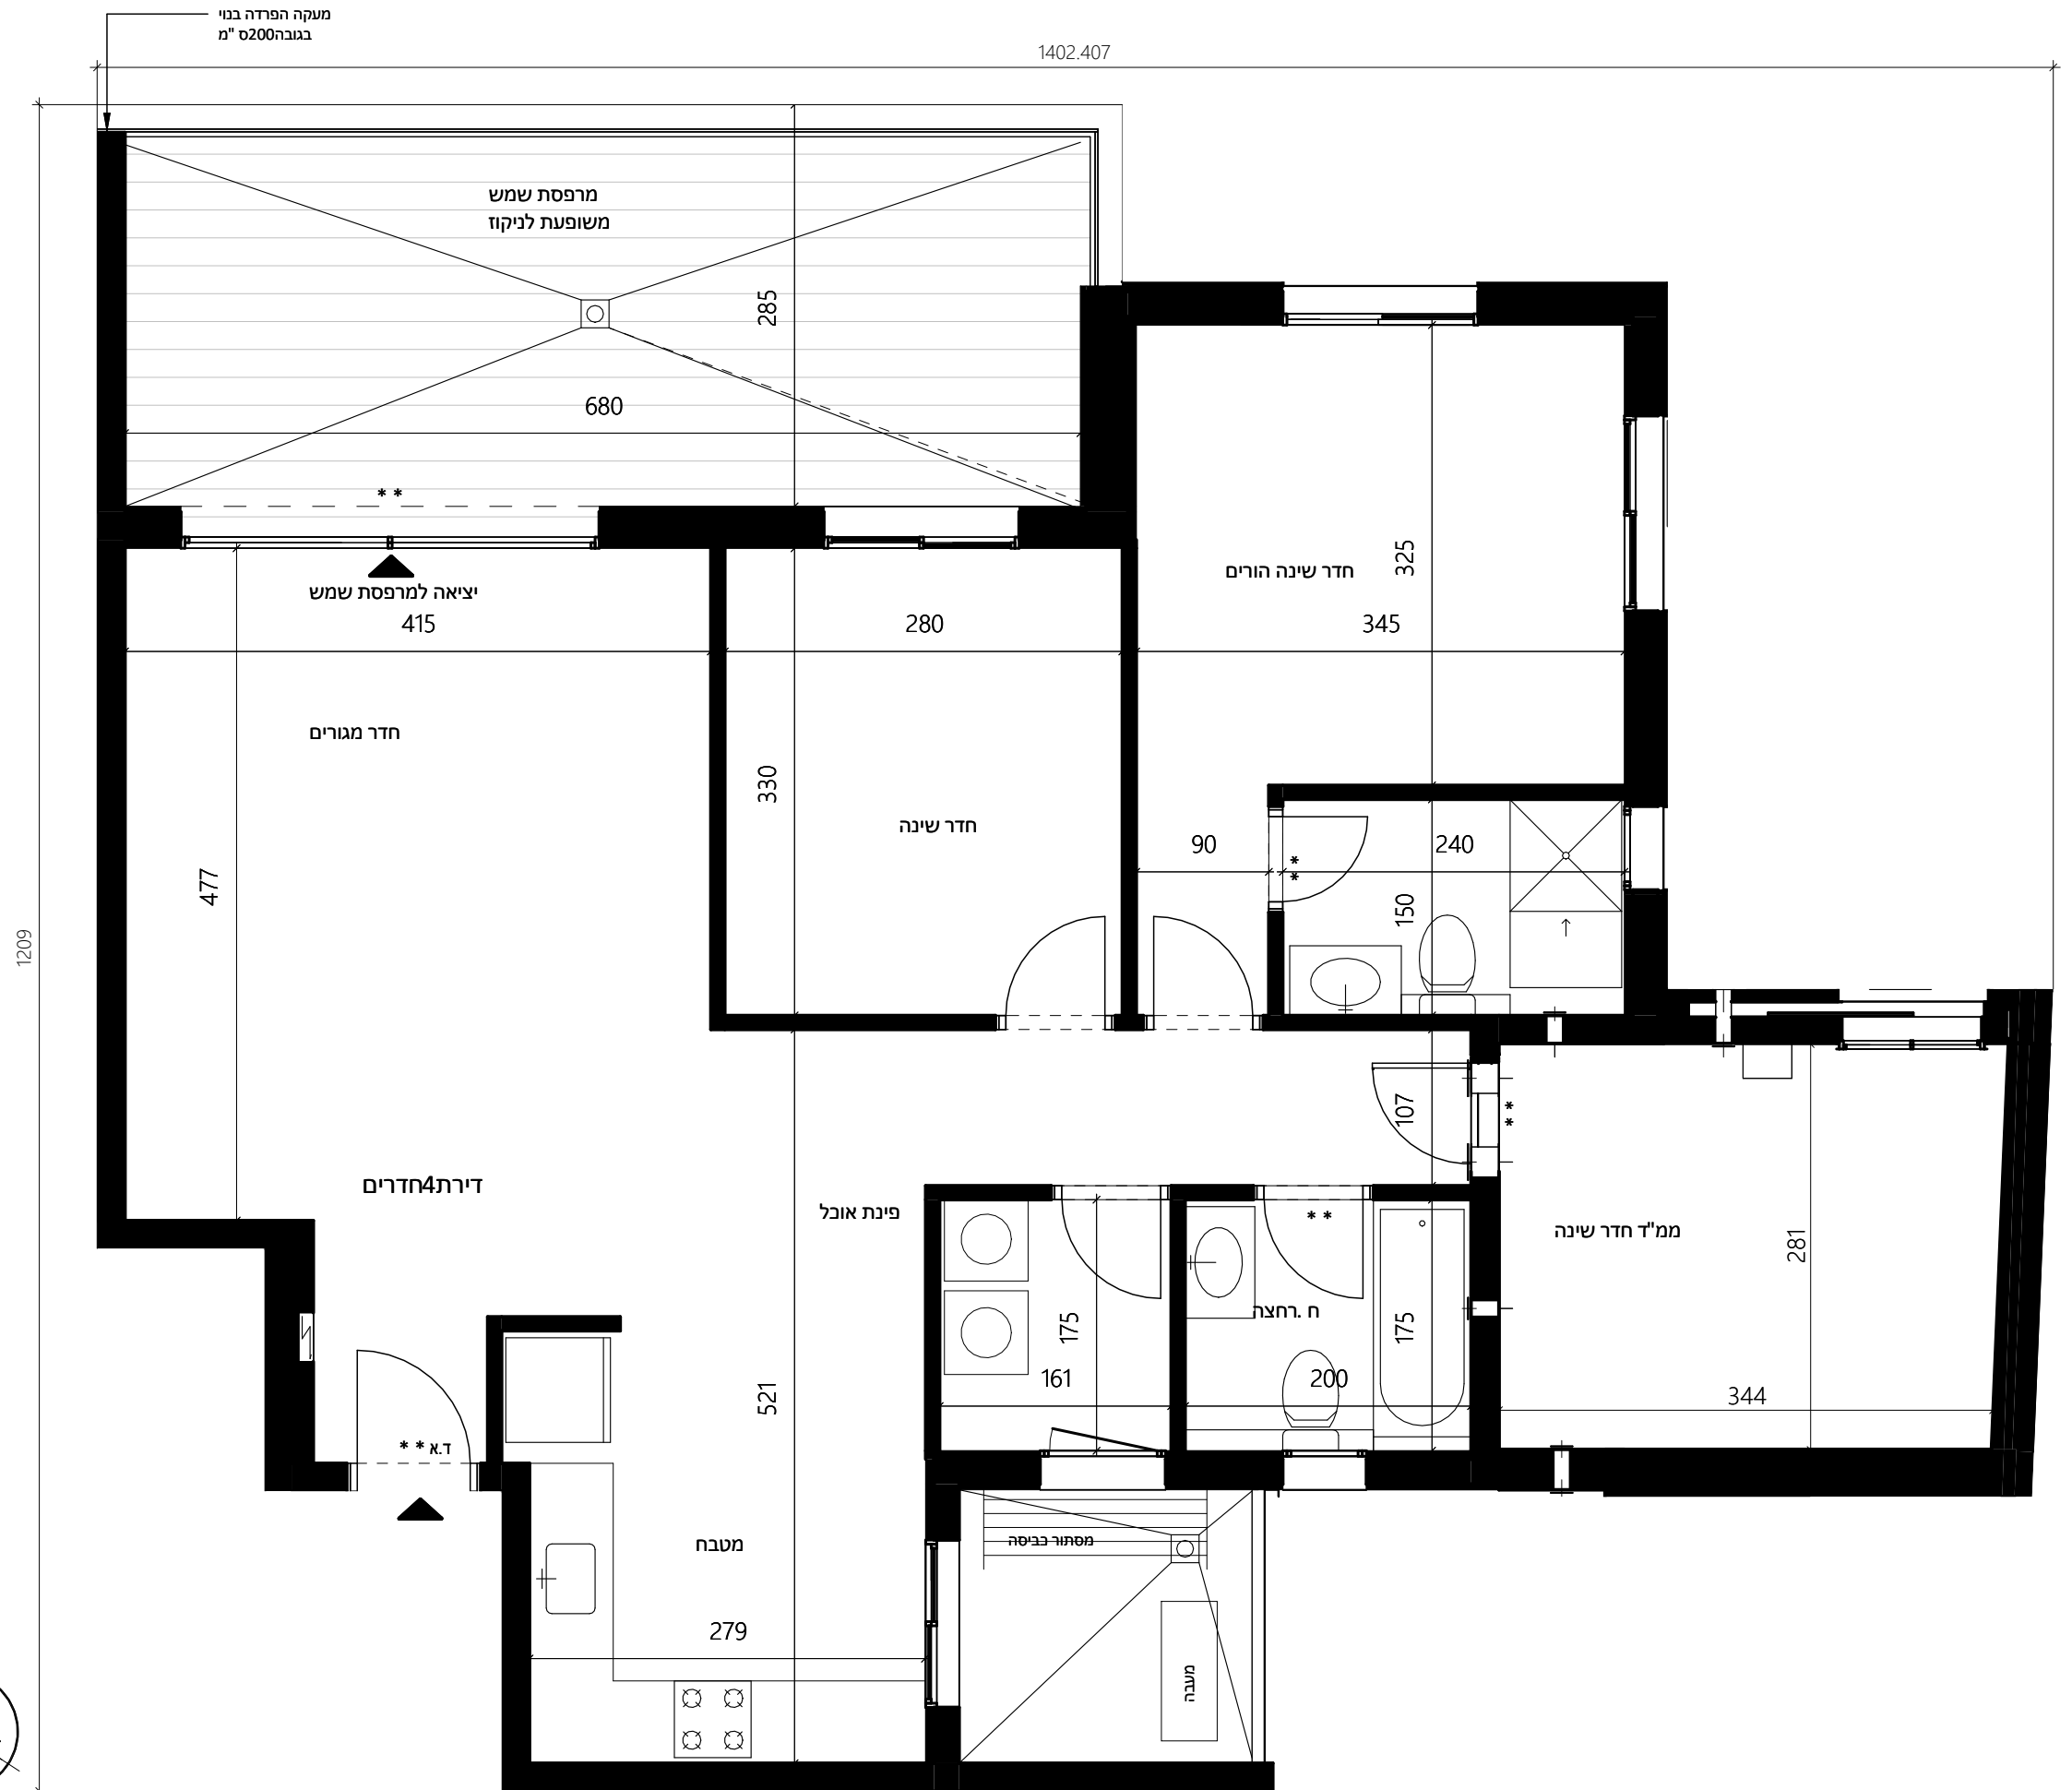 מעקה הפרדה בנוי
בגובה200ס"מ
1402.407
מרפסת שמש
משופעת לניקוז
285
680
**
יציאה למרפסת שמש
415
280
חדר שינה הורים
325
345
חדר מגורים
330
חדר שינה
477
90
**
240
150
1209
107
**
דירת4חדרים
פינת אוכל
**
ממ"ד חדר שינה
281
ח.רחצה
175
175
161
200
344
521
ד.א**
מטבח
מסתור כביסה
279
מעבה